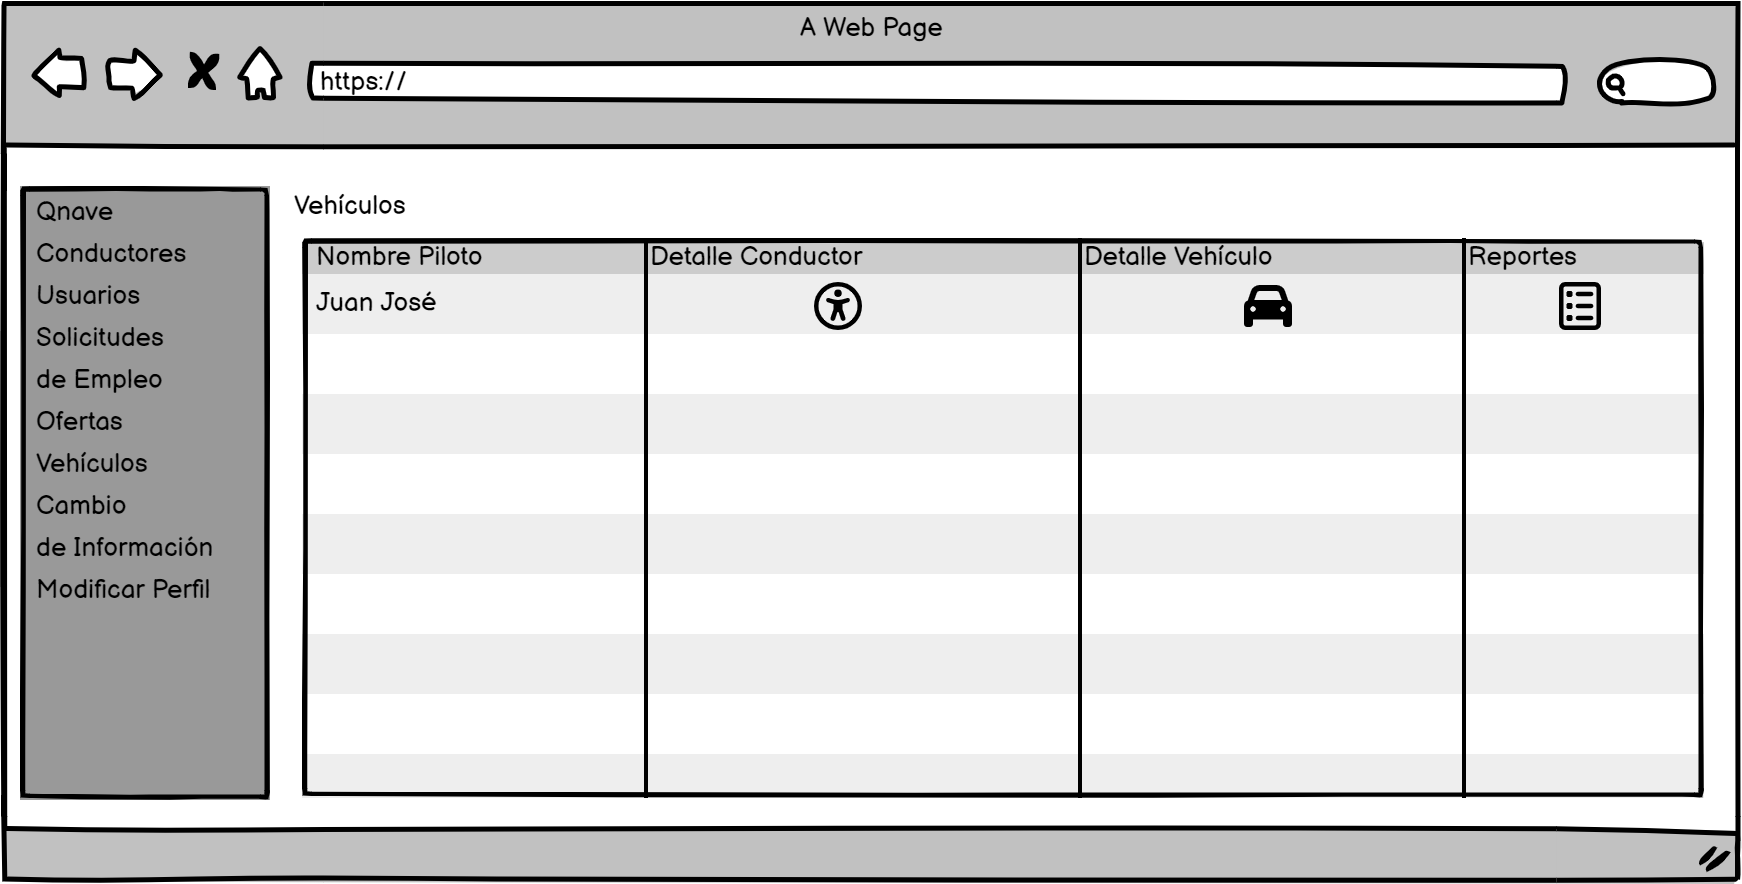 A Web Page
https://
Qnave
Conductores
Usuarios
Solicitudes
de Empleo
Ofertas
Vehículos
Cambio
de Información
Modificar Perfil
Vehículos
Nombre Piloto Detalle Conductor Detalle Vehículo Reportes
Juan José